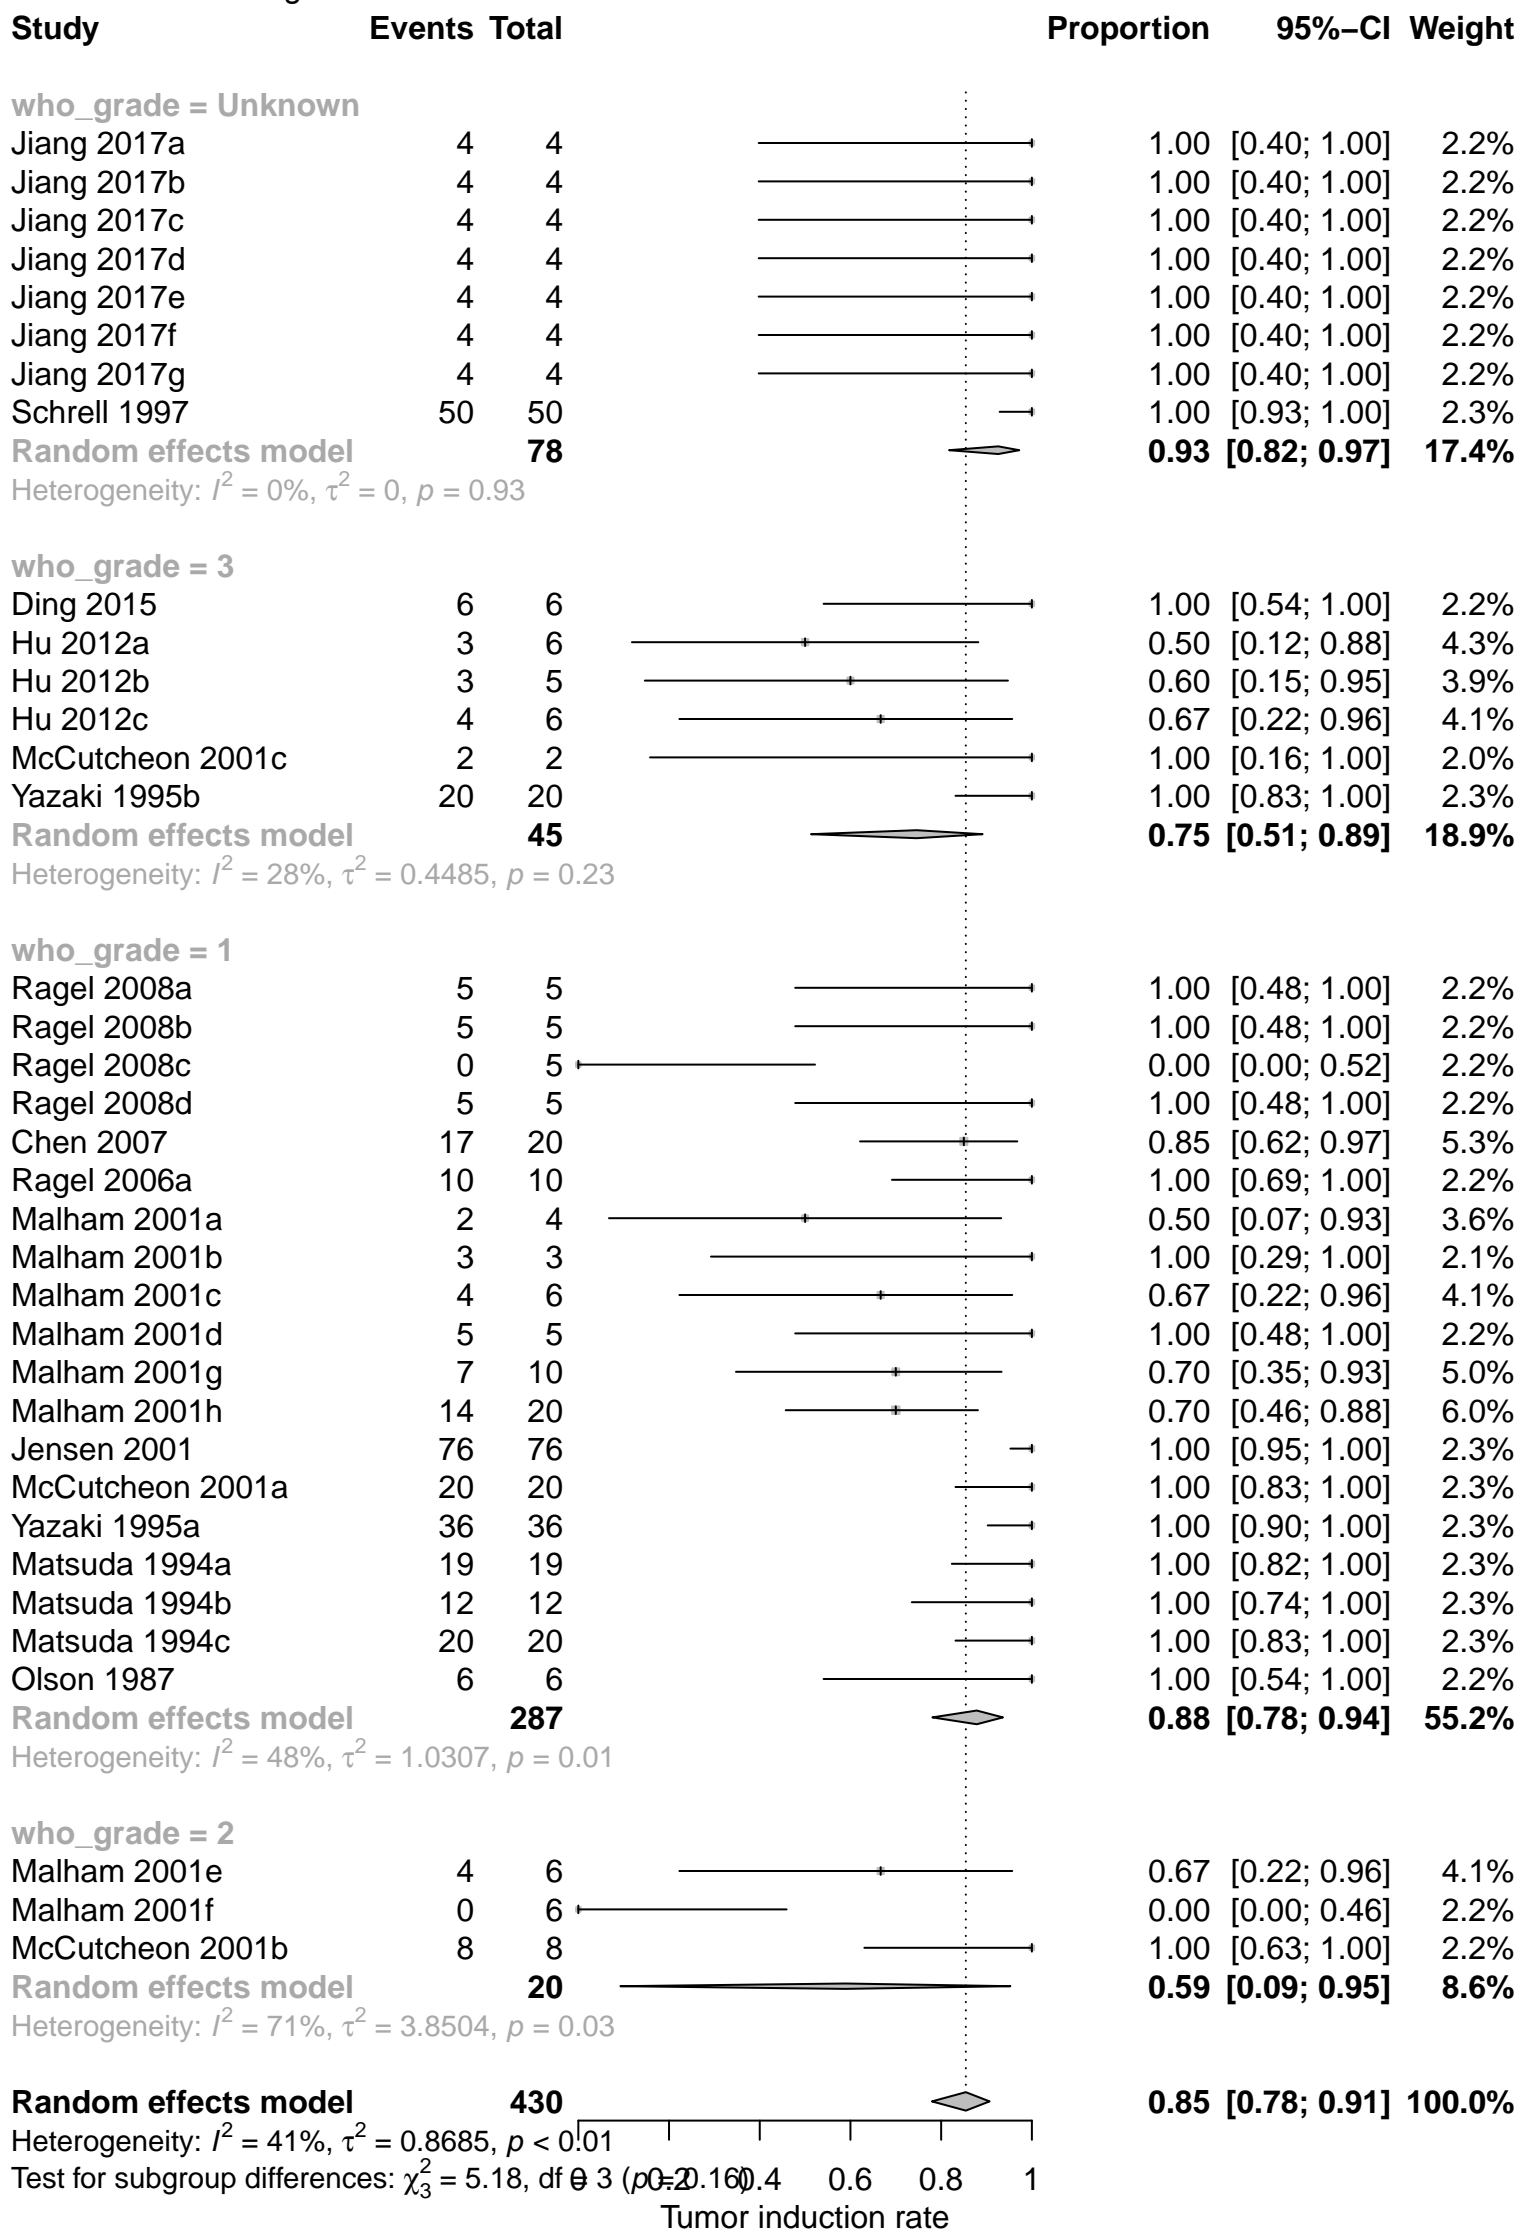 Study Events Total Proportion 95%–CI Weight
who_grade = Unknown
Jiang 2017a 4 4 1.00 [0.40; 1.00] 2.2%
Jiang 2017b 4 4 1.00 [0.40; 1.00] 2.2%
Jiang 2017c 4 4 1.00 [0.40; 1.00] 2.2%
Jiang 2017d 4 4 1.00 [0.40; 1.00] 2.2%
Jiang 2017e 4 4 1.00 [0.40; 1.00] 2.2%
Jiang 2017f 4 4 1.00 [0.40; 1.00] 2.2%
Jiang 2017g 4 4 1.00 [0.40; 1.00] 2.2%
Schrell 1997 50 50 1.00 [0.93; 1.00] 2.3%
Random effects model 78 0.93 [0.82; 0.97] 17.4%
Heterogeneity: I² = 0%, τ² = 0, p = 0.93
who_grade = 3
Ding 2015 6 6 1.00 [0.54; 1.00] 2.2%
Hu 2012a 3 6 0.50 [0.12; 0.88] 4.3%
Hu 2012b 3 5 0.60 [0.15; 0.95] 3.9%
Hu 2012c 4 6 0.67 [0.22; 0.96] 4.1%
McCutcheon 2001c 2 2 1.00 [0.16; 1.00] 2.0%
Yazaki 1995b 20 20 1.00 [0.83; 1.00] 2.3%
Random effects model 45 0.75 [0.51; 0.89] 18.9%
Heterogeneity: I² = 28%, τ² = 0.4485, p = 0.23
who_grade = 1
Ragel 2008a 5 5 1.00 [0.48; 1.00] 2.2%
Ragel 2008b 5 5 1.00 [0.48; 1.00] 2.2%
Ragel 2008c 0 5 0.00 [0.00; 0.52] 2.2%
Ragel 2008d 5 5 1.00 [0.48; 1.00] 2.2%
Chen 2007 17 20 0.85 [0.62; 0.97] 5.3%
Ragel 2006a 10 10 1.00 [0.69; 1.00] 2.2%
Malham 2001a 2 4 0.50 [0.07; 0.93] 3.6%
Malham 2001b 3 3 1.00 [0.29; 1.00] 2.1%
Malham 2001c 4 6 0.67 [0.22; 0.96] 4.1%
Malham 2001d 5 5 1.00 [0.48; 1.00] 2.2%
Malham 2001g 7 10 0.70 [0.35; 0.93] 5.0%
Malham 2001h 14 20 0.70 [0.46; 0.88] 6.0%
Jensen 2001 76 76 1.00 [0.95; 1.00] 2.3%
McCutcheon 2001a 20 20 1.00 [0.83; 1.00] 2.3%
Yazaki 1995a 36 36 1.00 [0.90; 1.00] 2.3%
Matsuda 1994a 19 19 1.00 [0.82; 1.00] 2.3%
Matsuda 1994b 12 12 1.00 [0.74; 1.00] 2.3%
Matsuda 1994c 20 20 1.00 [0.83; 1.00] 2.3%
Olson 1987 6 6 1.00 [0.54; 1.00] 2.2%
Random effects model 287 0.88 [0.78; 0.94] 55.2%
Heterogeneity: I² = 48%, τ² = 1.0307, p = 0.01
who_grade = 2
Malham 2001e 4 6 0.67 [0.22; 0.96] 4.1%
Malham 2001f 0 6 0.00 [0.00; 0.46] 2.2%
McCutcheon 2001b 8 8 1.00 [0.63; 1.00] 2.2%
Random effects model 20 0.59 [0.09; 0.95] 8.6%
Heterogeneity: I² = 71%, τ² = 3.8504, p = 0.03
Random effects model 430 0.85 [0.78; 0.91] 100.0%
Heterogeneity: I² = 41%, τ² = 0.8685, p < 0.01
Test for subgroup differences: χ²₃ = 5.18, df = 3 (p = 0.16)
0 0.2 0.4 0.6 0.8 1
Tumor induction rate